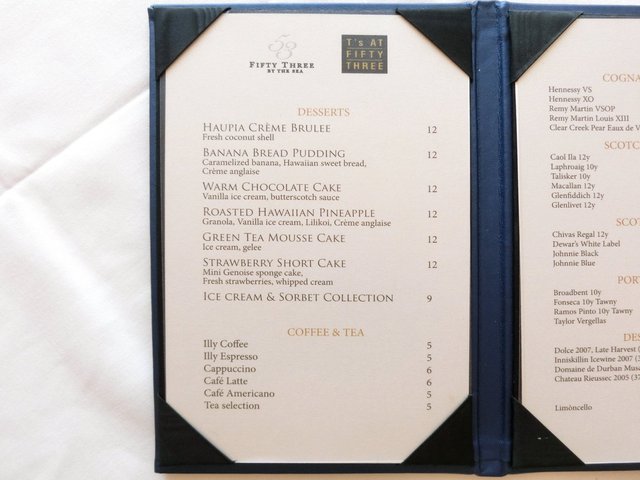 53
FIFTY THREE
BY THE SEA
T's AT
FIFTY
THREE
DESSERTS
HAUPIA CRÈME BRULEE 12
Fresh coconut shell
BANANA BREAD PUDDING 12
Caramelized banana, Hawaiian sweet bread,
Crème anglaise
WARM CHOCOLATE CAKE 12
Vanilla ice cream, butterscotch sauce
ROASTED HAWAIIAN PINEAPPLE 12
Granola, Vanilla ice cream, Lilikoi, Crème anglaise
GREEN TEA MOUSSE CAKE 12
Ice cream, gelee
STRAWBERRY SHORT CAKE 12
Mini Genoise sponge cake,
Fresh strawberries, whipped cream
ICE CREAM & SORBET COLLECTION 9
COFFEE & TEA
Illy Coffee 5
Illy Espresso 5
Cappuccino 6
Café Latte 6
Café Americano 5
Tea selection 5
COGNA
Hennessy VS
Hennessy XO
Remy Martin VSOP
Remy Martin Louis XIII
Clear Creek Pear Eaux de V
SCOTC
Caol Ila 12y
Laphroaig 10y
Talisker 10y
Macallan 12y
Glenfiddich 12y
Glenlivet 12y
SCOT
Chivas Regal 12y
Dewar's White Label
Johnnie Black
Johnnie Blue
PORT
Broadbent 10y
Fonseca 10y Tawny
Ramos Pinto 10y Tawny
Taylor Vergellas
DES
Dolce 2007, Late Harvest (
Inniskillin Icewine 2007 (3
Domaine de Durban Musc
Chateau Rieussec 2005 (37
Limòncello